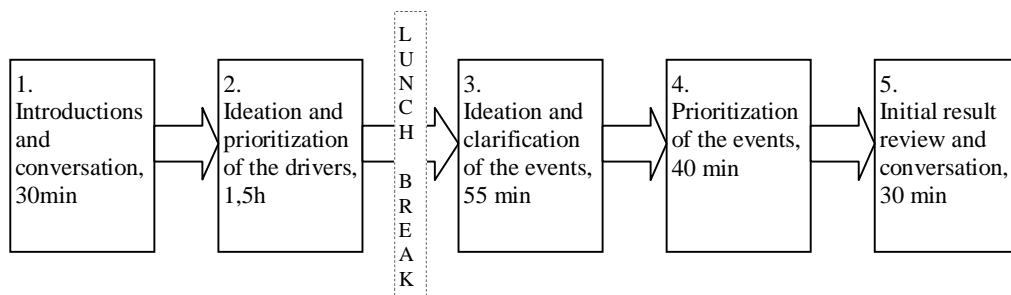 1.
Introductions
and
conversation,
30min
2.
Ideation and
prioritization
of the drivers,
1,5h
L
U
N
C
H
B
R
E
A
K
3.
Ideation and
clarification
of the events,
55 min
4.
Prioritization
of the events,
40 min
5.
Initial result
review and
conversation,
30 min